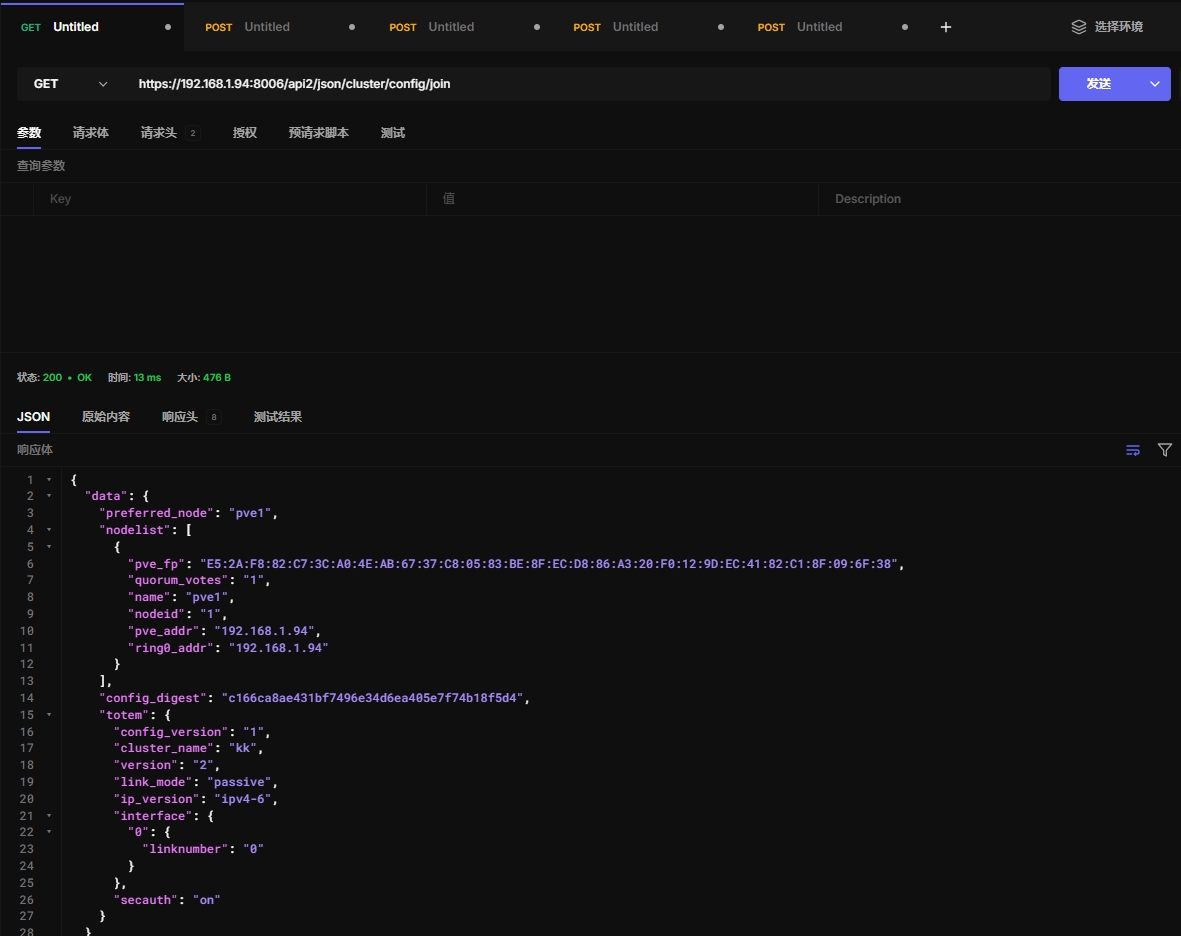 GET Untitled POST Untitled POST Untitled POST Untitled POST Untitled + 选择环境
GET https://192.168.1.94:8006/api2/json/cluster/config/join 发送
参数 请求体 请求头 2 授权 预请求脚本 测试
查询参数
Key 值 Description
状态: 200 • OK 时间: 13 ms 大小: 476 B
JSON 原始内容 响应头 8 测试结果
响应体
1 {
2 "data": {
3 "preferred_node": "pve1",
4 "nodelist": [
5 {
6 "pve_fp": "E5:2A:F8:82:C7:3C:A0:4E:AB:67:37:C8:05:83:BE:8F:EC:D8:86:A3:20:F0:12:9D:EC:41:82:C1:8F:09:6F:38",
7 "quorum_votes": "1",
8 "name": "pve1",
9 "nodeid": "1",
10 "pve_addr": "192.168.1.94",
11 "ring0_addr": "192.168.1.94"
12 }
13 ],
14 "config_digest": "c166ca8ae431bf7496e34d6ea405e7f74b18f5d4",
15 "totem": {
16 "config_version": "1",
17 "cluster_name": "kk",
18 "version": "2",
19 "link_mode": "passive",
20 "ip_version": "ipv4-6",
21 "interface": {
22 "0": {
23 "linknumber": "0"
24 }
25 },
26 "secauth": "on"
27 }
28 }